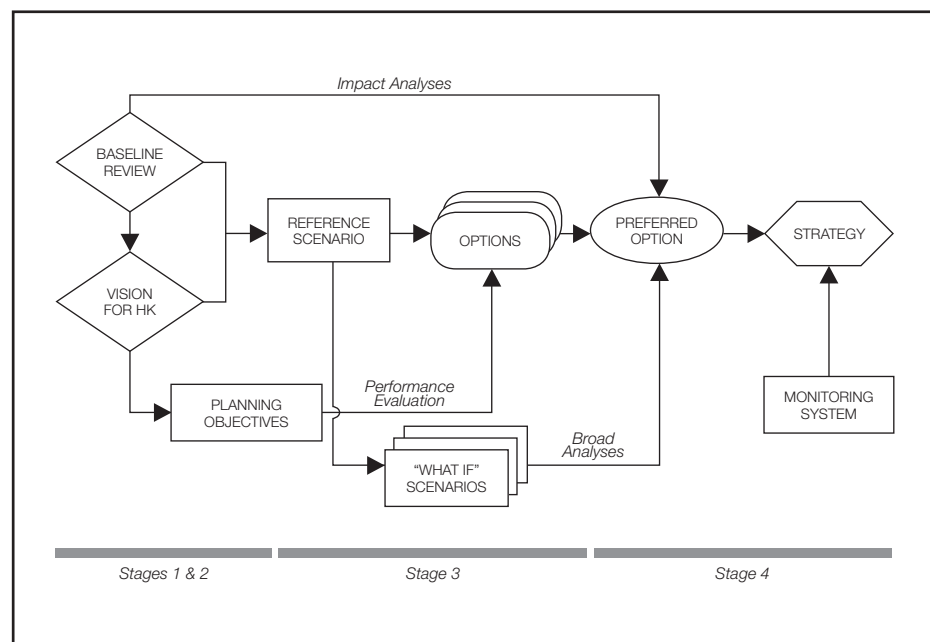 Impact Analyses
BASELINE
REVIEW
REFERENCE
SCENARIO
OPTIONS
PREFERRED
OPTION
STRATEGY
VISION
FOR HK
PLANNING
OBJECTIVES
Performance
Evaluation
"WHAT IF"
SCENARIOS
Broad
Analyses
MONITORING
SYSTEM
Stages 1 & 2
Stage 3
Stage 4